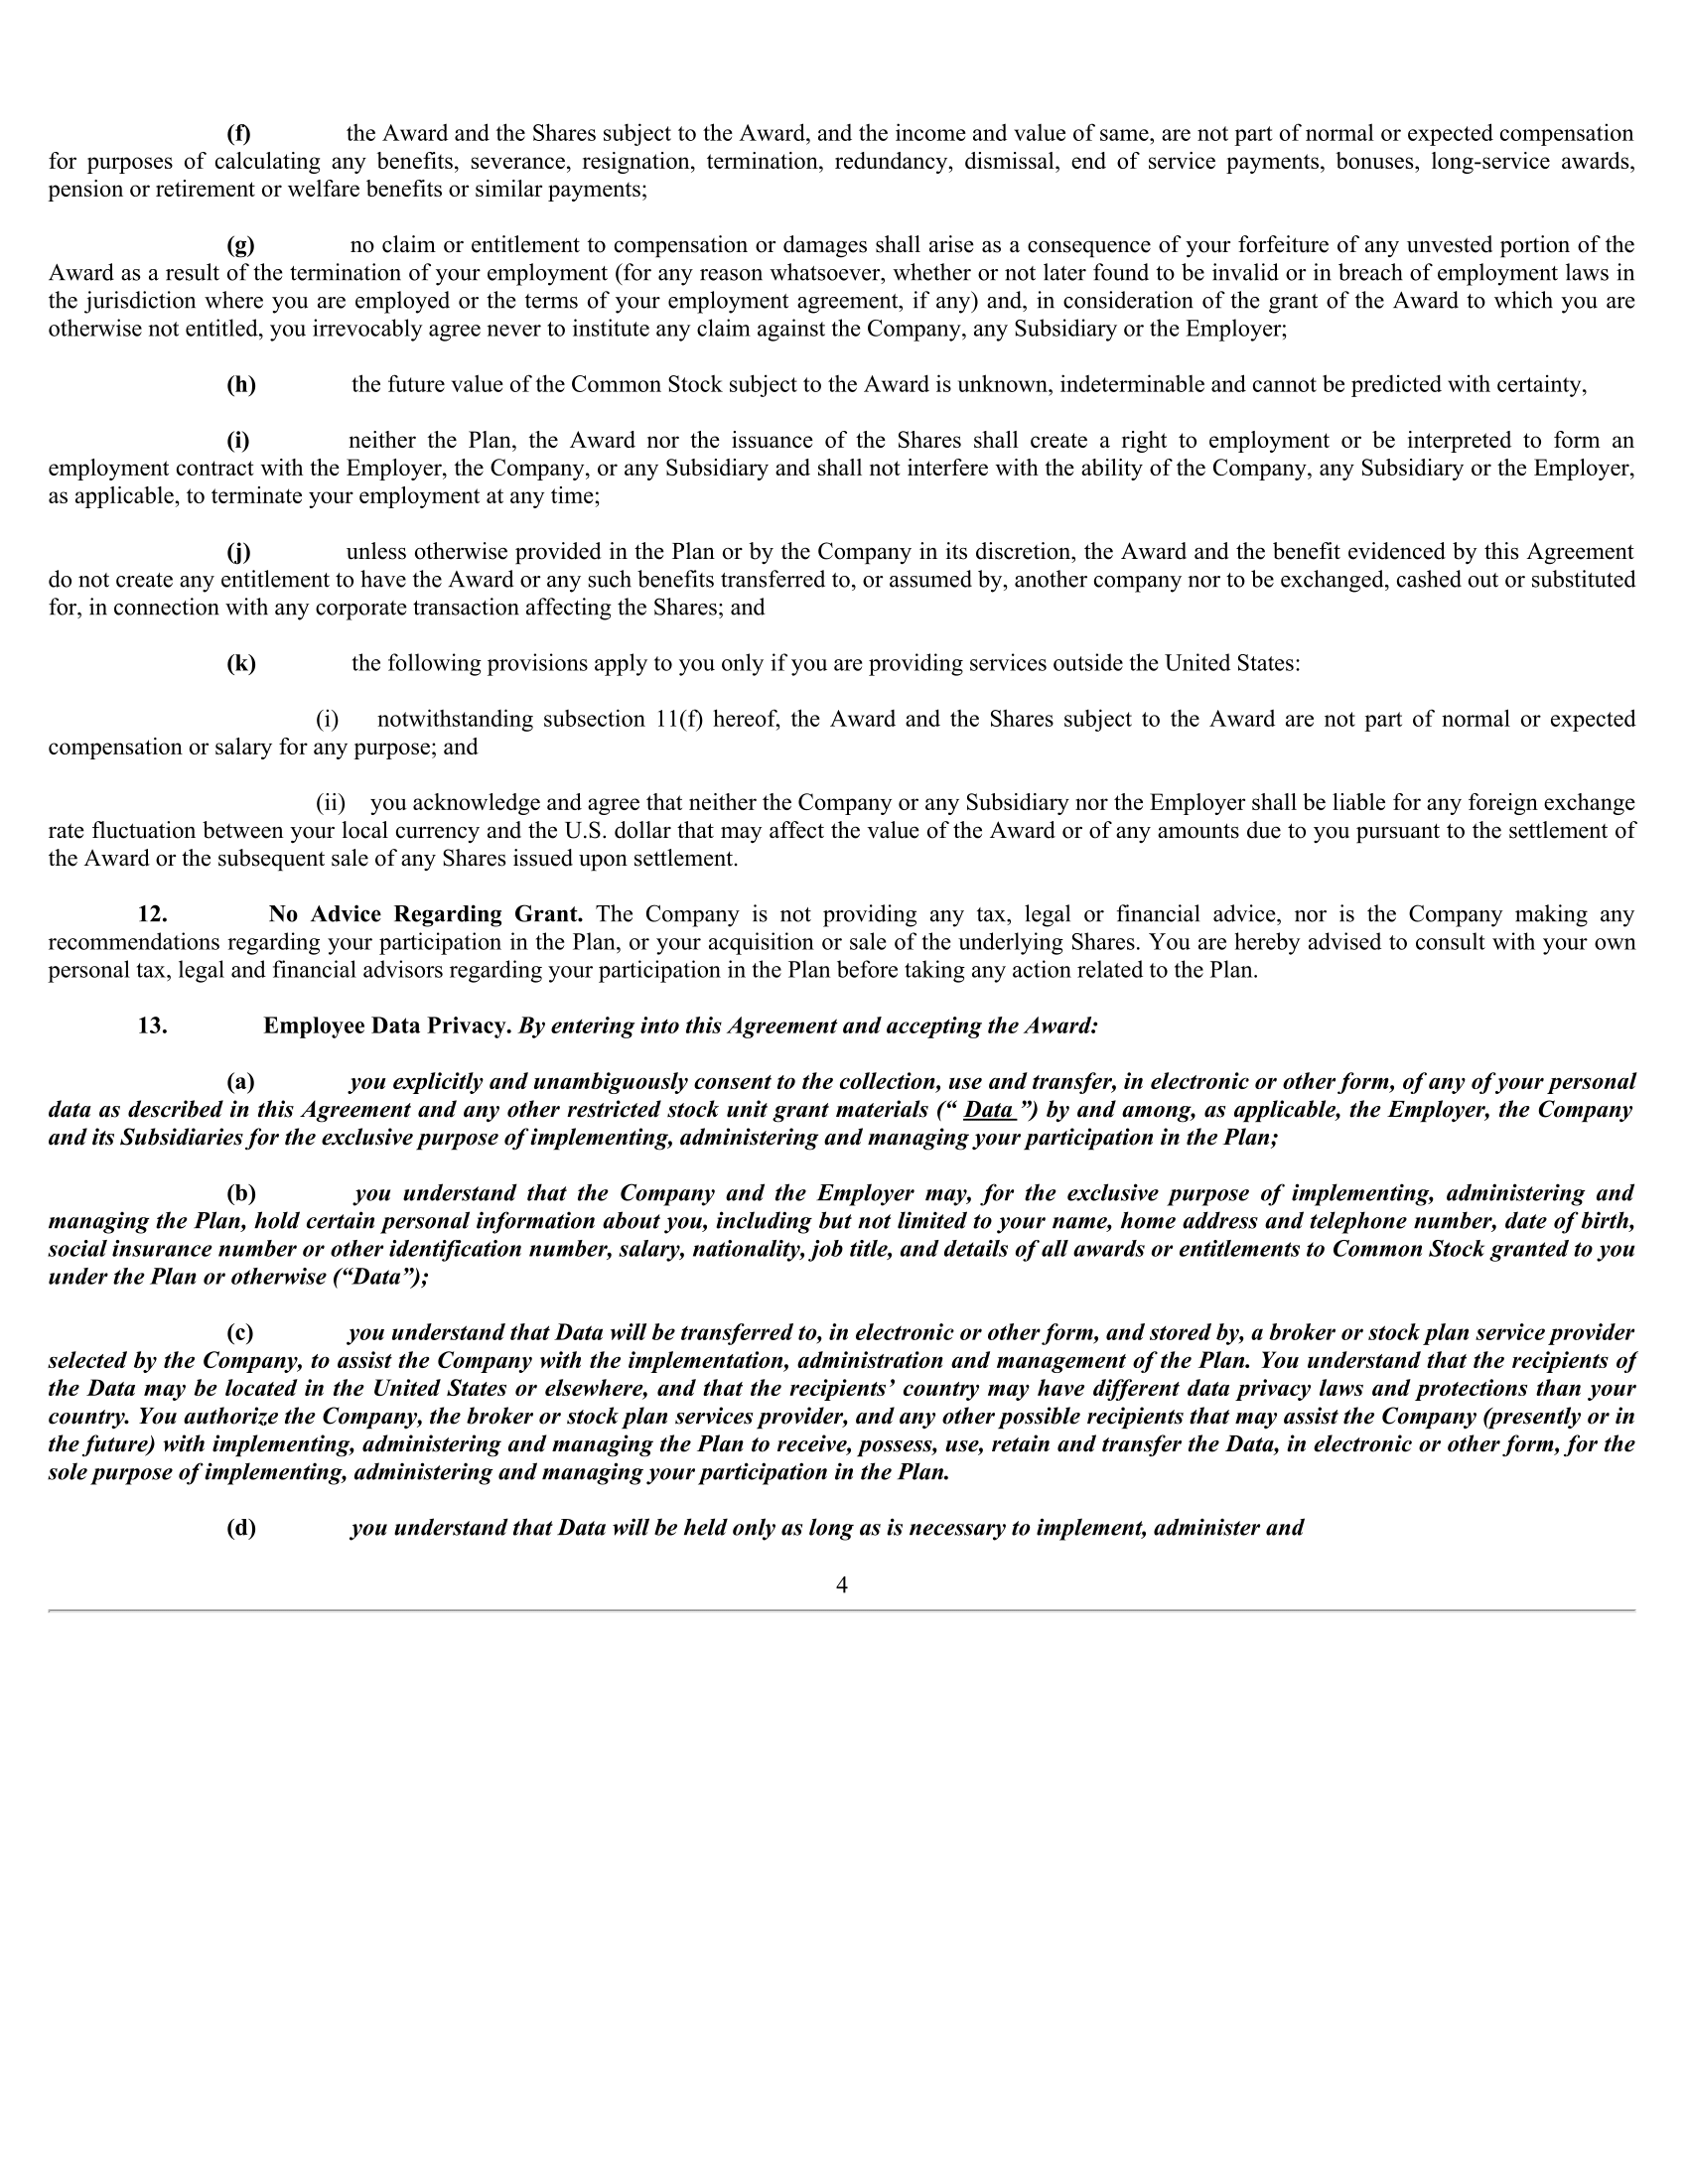 (f) the Award and the Shares subject to the Award, and the income and value of same, are not part of normal or expected compensation
for purposes of calculating any benefits, severance, resignation, termination, redundancy, dismissal, end of service payments, bonuses, long-service awards,
pension or retirement or welfare benefits or similar payments;
(g) no claim or entitlement to compensation or damages shall arise as a consequence of your forfeiture of any unvested portion of the
Award as a result of the termination of your employment (for any reason whatsoever, whether or not later found to be invalid or in breach of employment laws in
the jurisdiction where you are employed or the terms of your employment agreement, if any) and, in consideration of the grant of the Award to which you are
otherwise not entitled, you irrevocably agree never to institute any claim against the Company, any Subsidiary or the Employer;
(h) the future value of the Common Stock subject to the Award is unknown, indeterminable and cannot be predicted with certainty,
(i) neither the Plan, the Award nor the issuance of the Shares shall create a right to employment or be interpreted to form an
employment contract with the Employer, the Company, or any Subsidiary and shall not interfere with the ability of the Company, any Subsidiary or the Employer,
as applicable, to terminate your employment at any time;
(j) unless otherwise provided in the Plan or by the Company in its discretion, the Award and the benefit evidenced by this Agreement
do not create any entitlement to have the Award or any such benefits transferred to, or assumed by, another company nor to be exchanged, cashed out or substituted
for, in connection with any corporate transaction affecting the Shares; and
(k) the following provisions apply to you only if you are providing services outside the United States:
(i) notwithstanding subsection 11(f) hereof, the Award and the Shares subject to the Award are not part of normal or expected
compensation or salary for any purpose; and
(ii) you acknowledge and agree that neither the Company or any Subsidiary nor the Employer shall be liable for any foreign exchange
rate fluctuation between your local currency and the U.S. dollar that may affect the value of the Award or of any amounts due to you pursuant to the settlement of
the Award or the subsequent sale of any Shares issued upon settlement.
12. No Advice Regarding Grant. The Company is not providing any tax, legal or financial advice, nor is the Company making any
recommendations regarding your participation in the Plan, or your acquisition or sale of the underlying Shares. You are hereby advised to consult with your own
personal tax, legal and financial advisors regarding your participation in the Plan before taking any action related to the Plan.
13. Employee Data Privacy. By entering into this Agreement and accepting the Award:
(a) you explicitly and unambiguously consent to the collection, use and transfer, in electronic or other form, of any of your personal
data as described in this Agreement and any other restricted stock unit grant materials (“ Data ”) by and among, as applicable, the Employer, the Company
and its Subsidiaries for the exclusive purpose of implementing, administering and managing your participation in the Plan;
(b) you understand that the Company and the Employer may, for the exclusive purpose of implementing, administering and
managing the Plan, hold certain personal information about you, including but not limited to your name, home address and telephone number, date of birth,
social insurance number or other identification number, salary, nationality, job title, and details of all awards or entitlements to Common Stock granted to you
under the Plan or otherwise (“Data”);
(c) you understand that Data will be transferred to, in electronic or other form, and stored by, a broker or stock plan service provider
selected by the Company, to assist the Company with the implementation, administration and management of the Plan. You understand that the recipients of
the Data may be located in the United States or elsewhere, and that the recipients’ country may have different data privacy laws and protections than your
country. You authorize the Company, the broker or stock plan services provider, and any other possible recipients that may assist the Company (presently or in
the future) with implementing, administering and managing the Plan to receive, possess, use, retain and transfer the Data, in electronic or other form, for the
sole purpose of implementing, administering and managing your participation in the Plan.
(d) you understand that Data will be held only as long as is necessary to implement, administer and
4